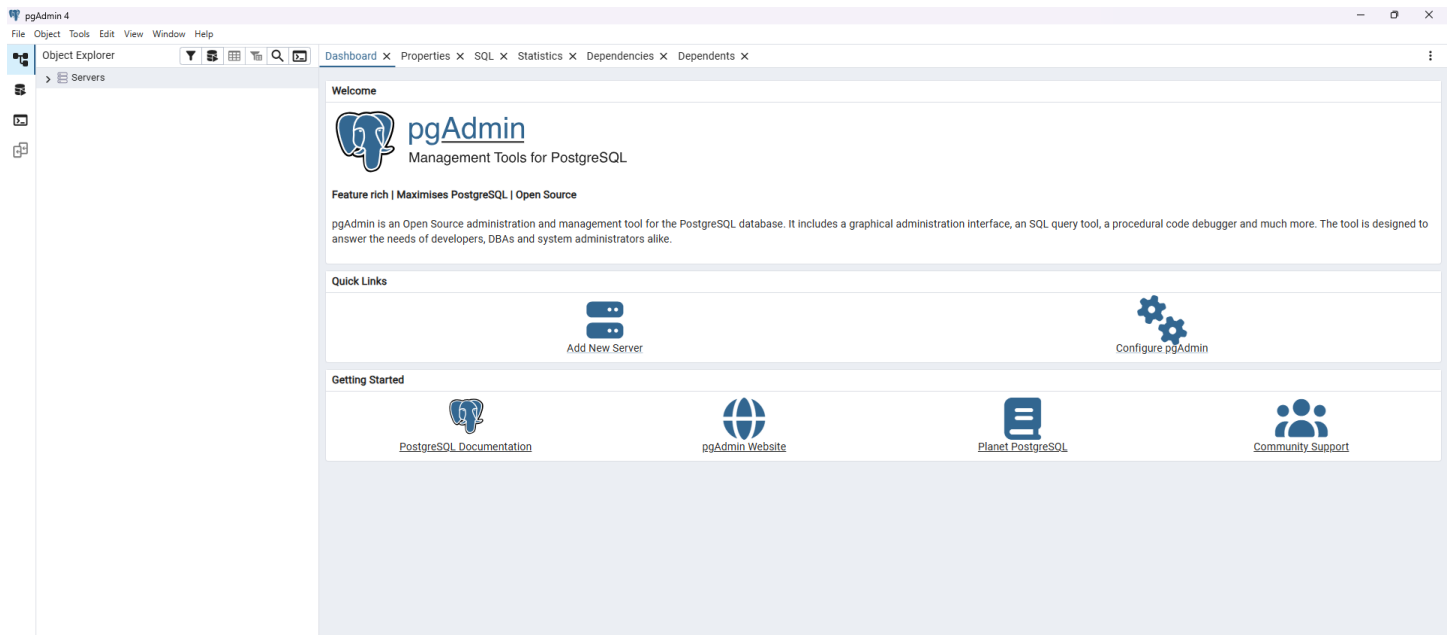 pgAdmin 4
File Object Tools Edit View Window Help
Object Explorer
Dashboard Properties SQL Statistics Dependencies Dependents
Servers
Welcome
pgAdmin
Management Tools for PostgreSQL
Feature rich | Maximises PostgreSQL | Open Source
pgAdmin is an Open Source administration and management tool for the PostgreSQL database. It includes a graphical administration interface, an SQL query tool, a procedural code debugger and much more. The tool is designed to
answer the needs of developers, DBAs and system administrators alike.
Quick Links
Add New Server
Configure pgAdmin
Getting Started
PostgreSQL Documentation
pgAdmin Website
Planet PostgreSQL
Community Support